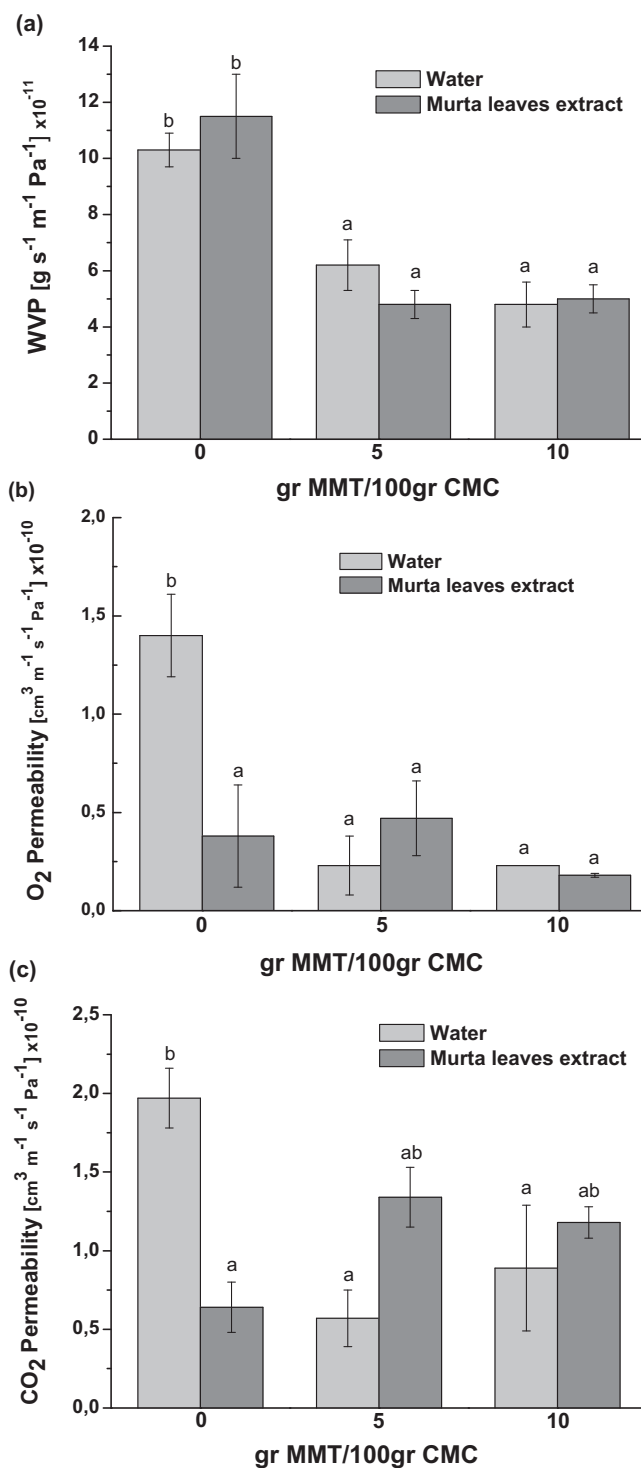 (a)
WVP [g s⁻¹ m⁻¹ Pa⁻¹] x10⁻¹¹
14
12
10
8
6
4
2
0
Water
Murta leaves extract
b b a a a a
0 5 10
gr MMT/100gr CMC
(b)
O₂ Permeability [cm³ m⁻¹ s⁻¹ Pa⁻¹] x10⁻¹⁰
2,0
1,5
1,0
0,5
0,0
Water
Murta leaves extract
b a a a a a
0 5 10
gr MMT/100gr CMC
(c)
CO₂ Permeability [cm³ m⁻¹ s⁻¹ Pa⁻¹] x10⁻¹⁰
2,5
2,0
1,5
1,0
0,5
0,0
Water
Murta leaves extract
b a a ab a ab
0 5 10
gr MMT/100gr CMC